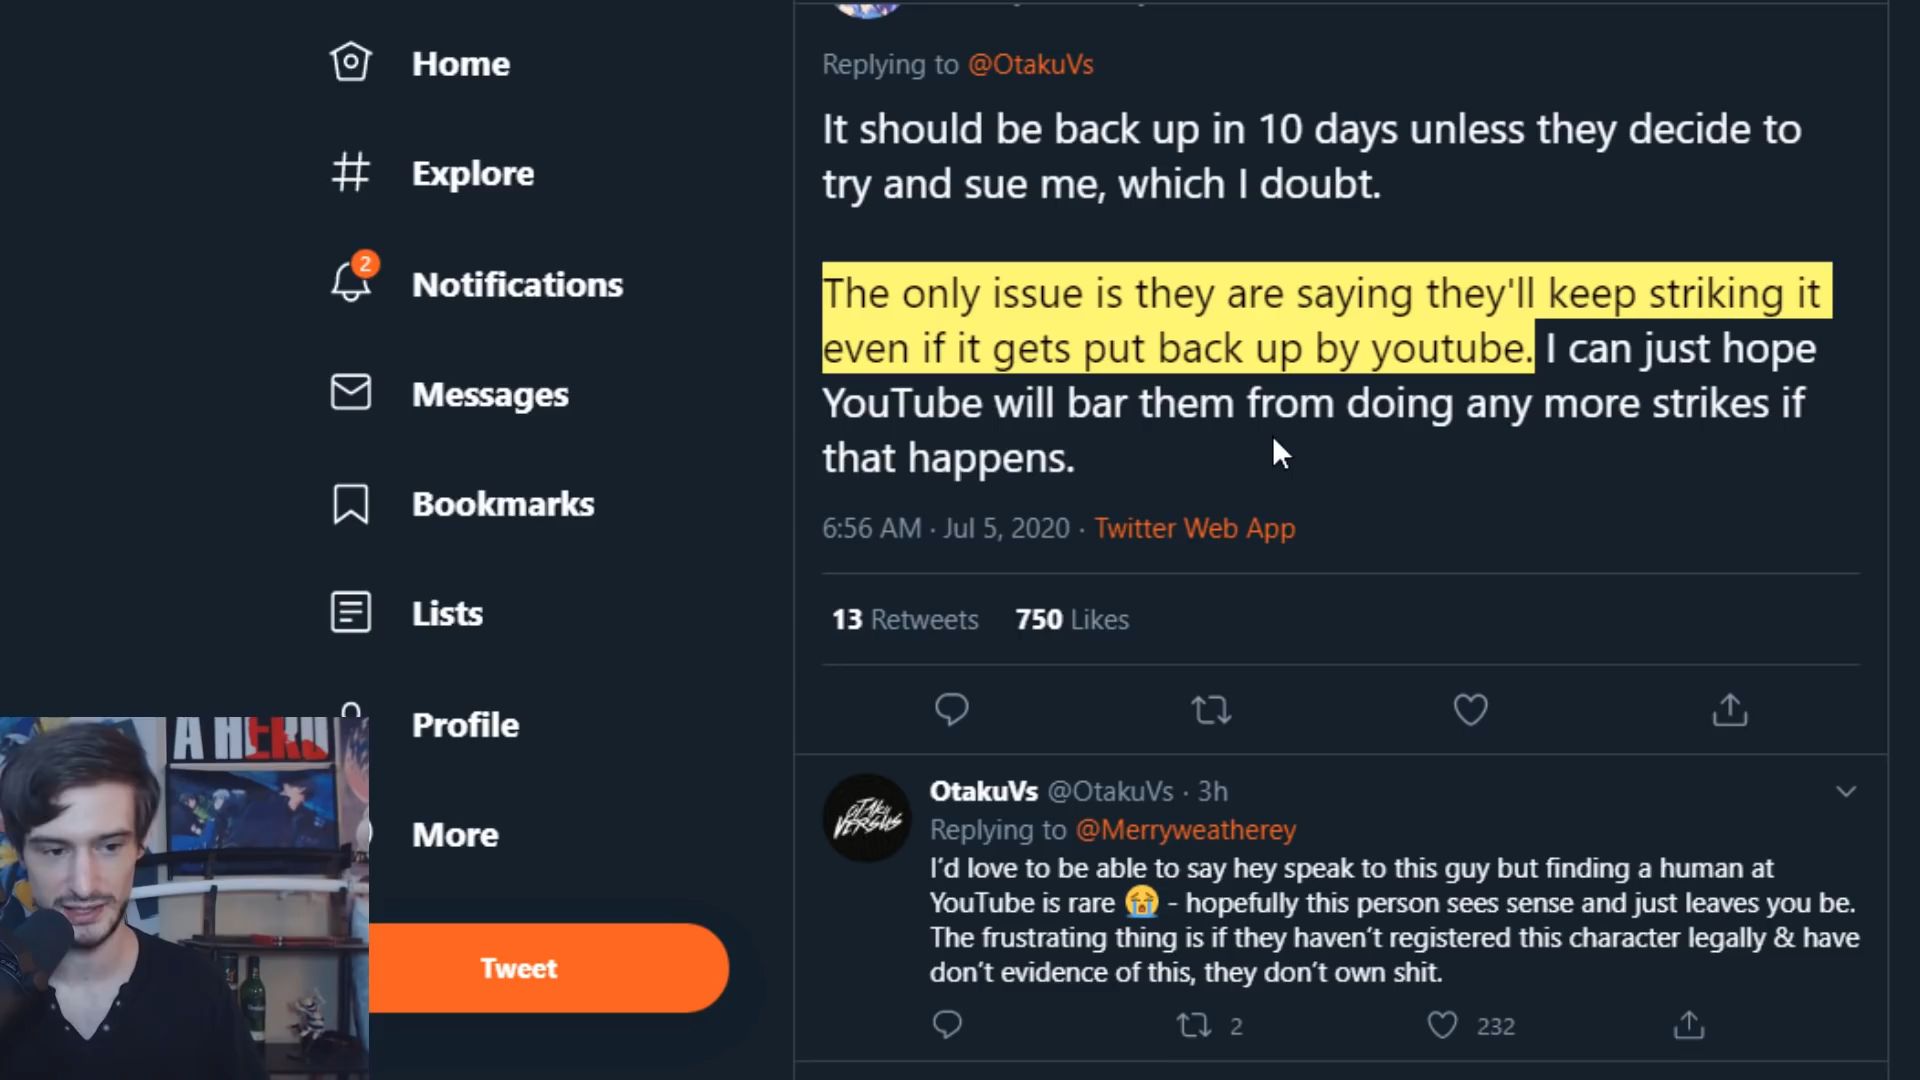 Home
Explore
2
Notifications
Messages
Bookmarks
Lists
Profile
More
Tweet
Replying to @OtakuVs
It should be back up in 10 days unless they decide to
try and sue me, which I doubt.
The only issue is they are saying they'll keep striking it
even if it gets put back up by youtube. I can just hope
YouTube will bar them from doing any more strikes if
that happens.
6:56 AM · Jul 5, 2020 · Twitter Web App
13 Retweets 750 Likes
OTAKU
VERSUS
OtakuVs @OtakuVs · 3h
Replying to @Merryweatherey
I'd love to be able to say hey speak to this guy but finding a human at
YouTube is rare 😭 - hopefully this person sees sense and just leaves you be.
The frustrating thing is if they haven't registered this character legally & have
don't evidence of this, they don't own shit.
2 232
A HERO